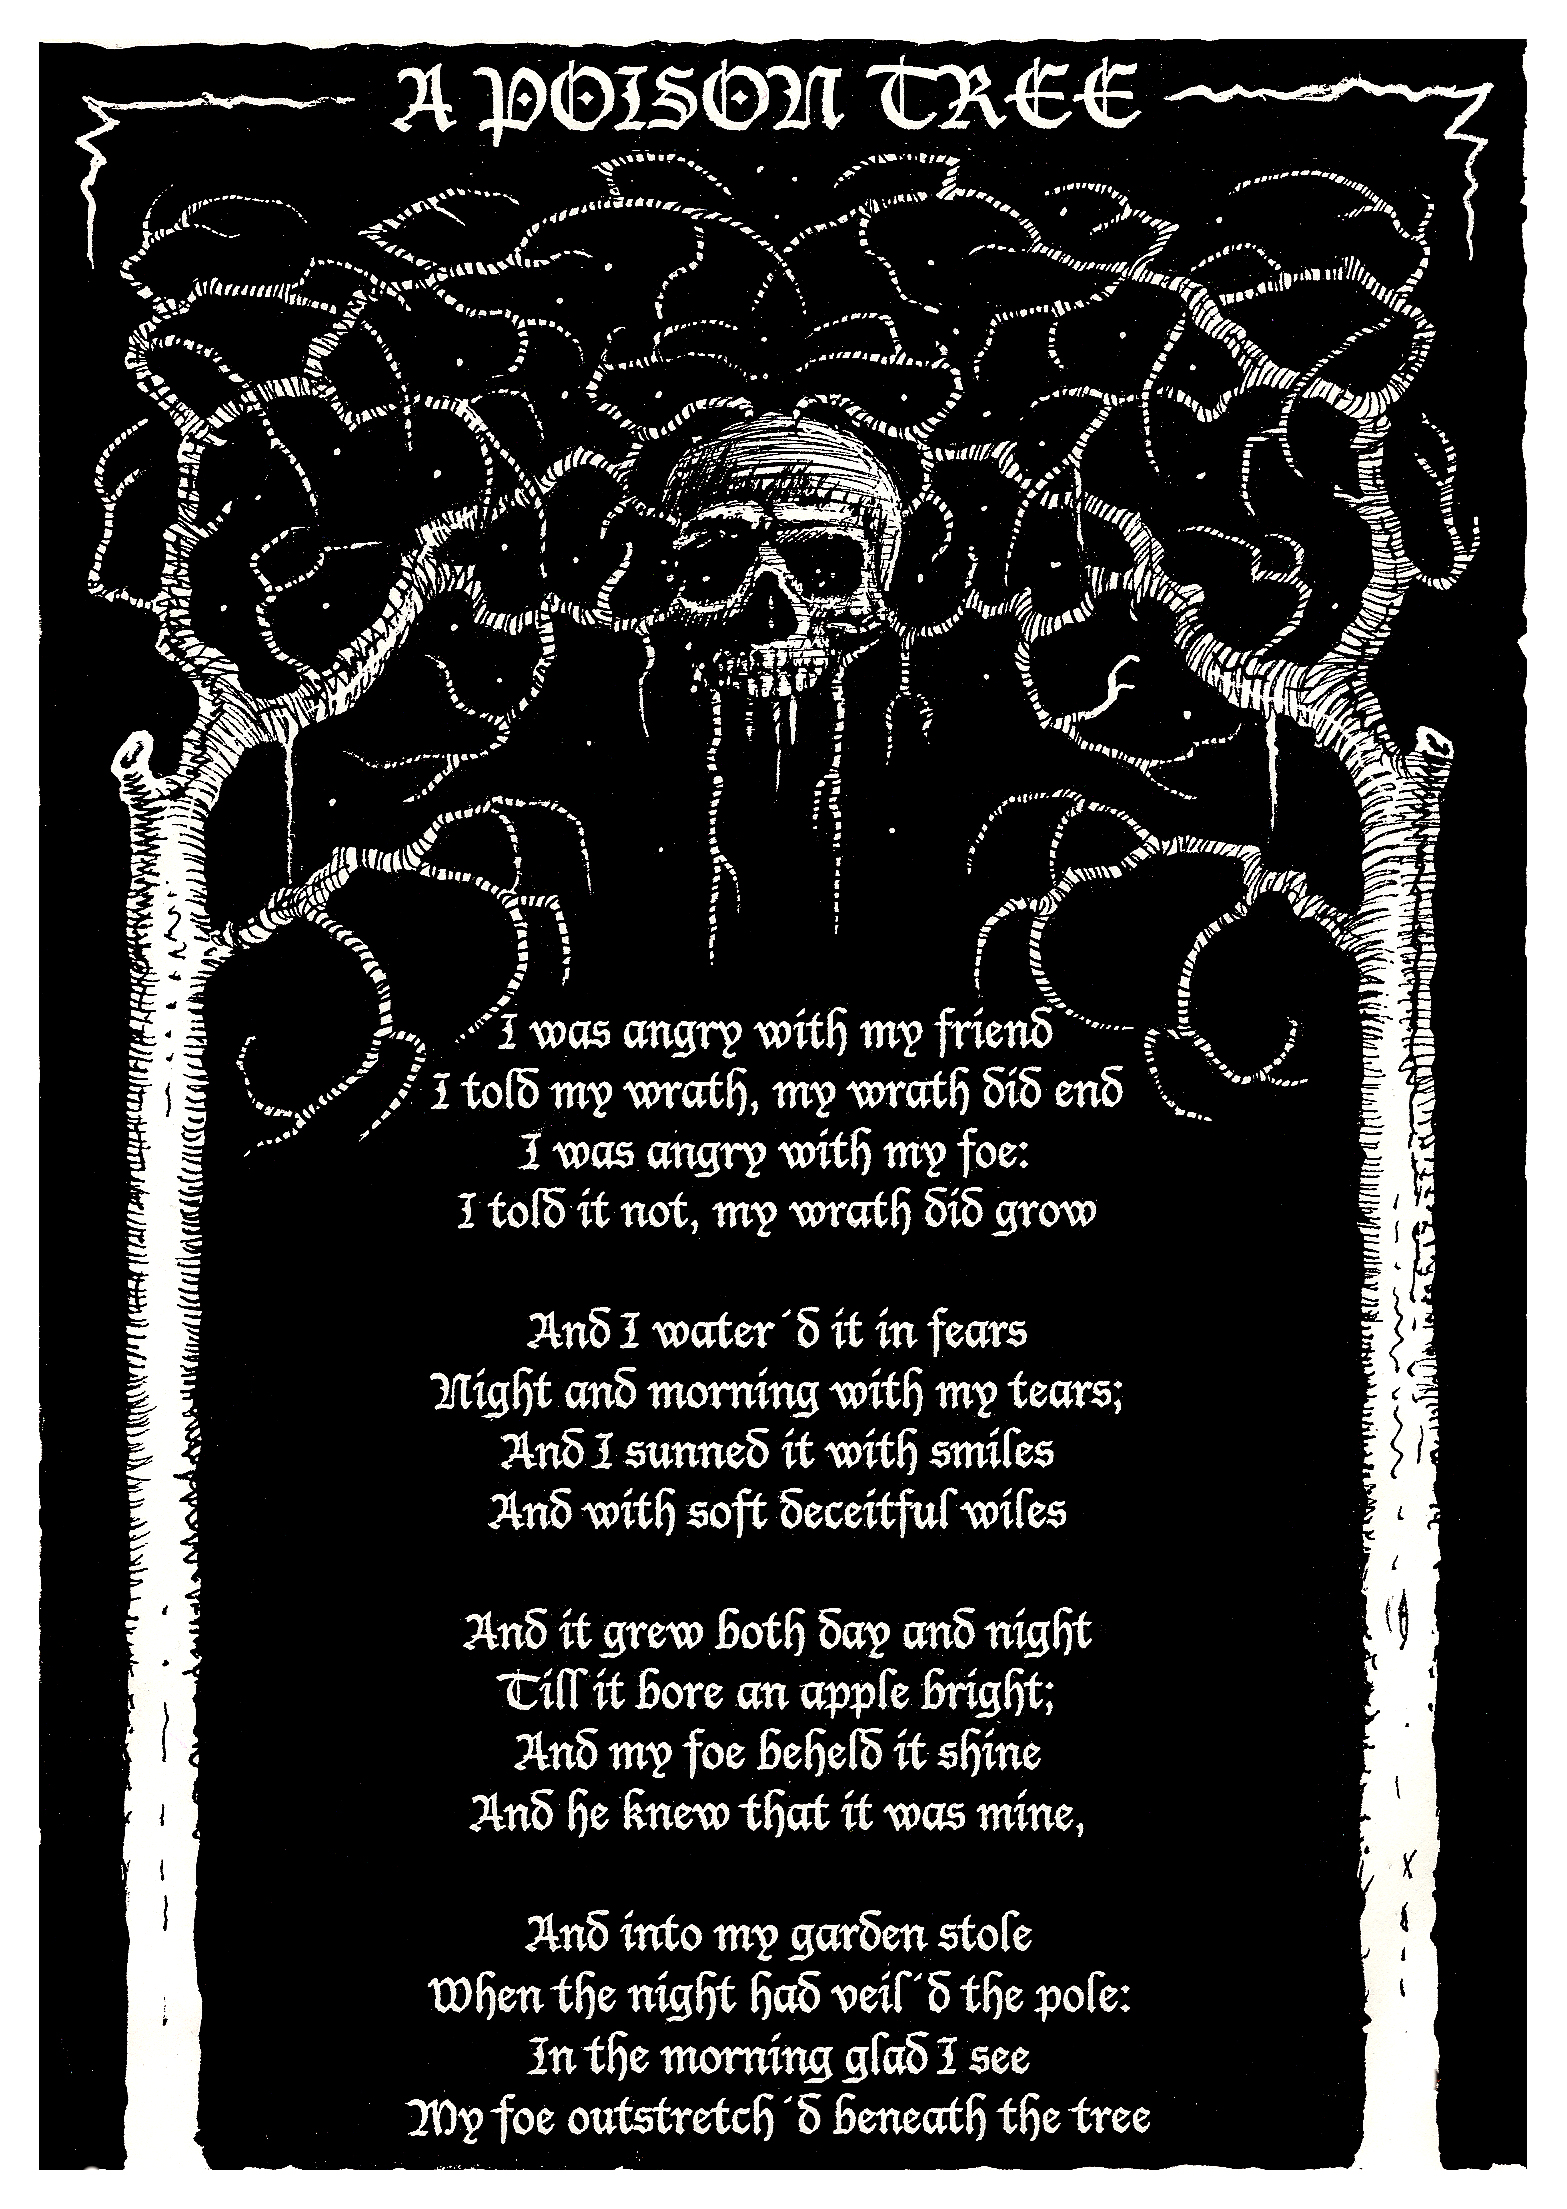 A POISON TREE
I was angry with my friend
I told my wrath, my wrath did end
I was angry with my foe:
I told it not, my wrath did grow
And I water´d it in fears
Night and morning with my tears;
And I sunned it with smiles
And with soft deceitful wiles
And it grew both day and night
Till it bore an apple bright;
And my foe beheld it shine
And he knew that it was mine,
And into my garden stole
When the night had veil´d the pole:
In the morning glad I see
My foe outstretch´d beneath the tree